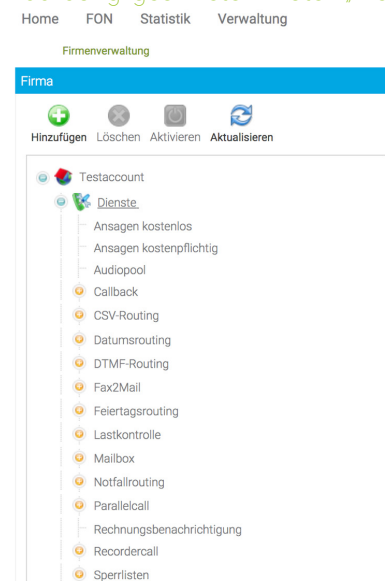 Home FON Statistik Verwaltung
Firmenverwaltung
Firma
Hinzufügen Löschen Aktivieren Aktualisieren
Testaccount
Dienste
Ansagen kostenlos
Ansagen kostenpflichtig
Audiopool
Callback
CSV-Routing
Datumsrouting
DTMF-Routing
Fax2Mail
Feiertagsrouting
Lastkontrolle
Mailbox
Notfallrouting
Parallelcall
Rechnungsbenachrichtigung
Recordercall
Sperrlisten